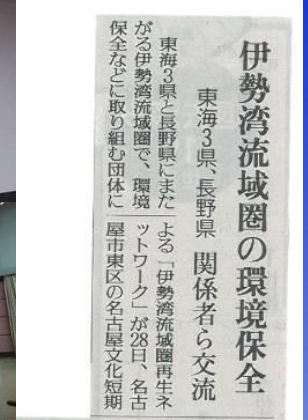 伊勢湾流域圏の環境保全
東海3県、長野県 関係者ら交流
東海3県と長野県にまた
がる伊勢湾流域圏で、環境
保全などに取り組む団体に
よる「伊勢湾流域圏再生ネ
ットワーク」が28日、名古
屋市東区の名古屋文化短期